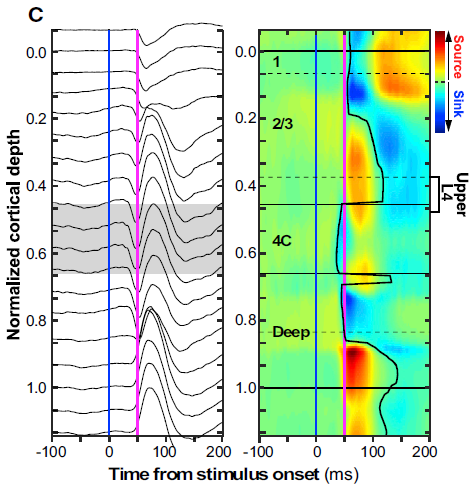 C
Normalized cortical depth
0.0
0.2
0.4
0.6
0.8
1.0
-100
0
100
200
0.0
0.2
0.4
0.6
0.8
1.0
1
2/3
4C
Deep
-100
0
100
200
Source
Sink
Upper
L4
Time from stimulus onset (ms)